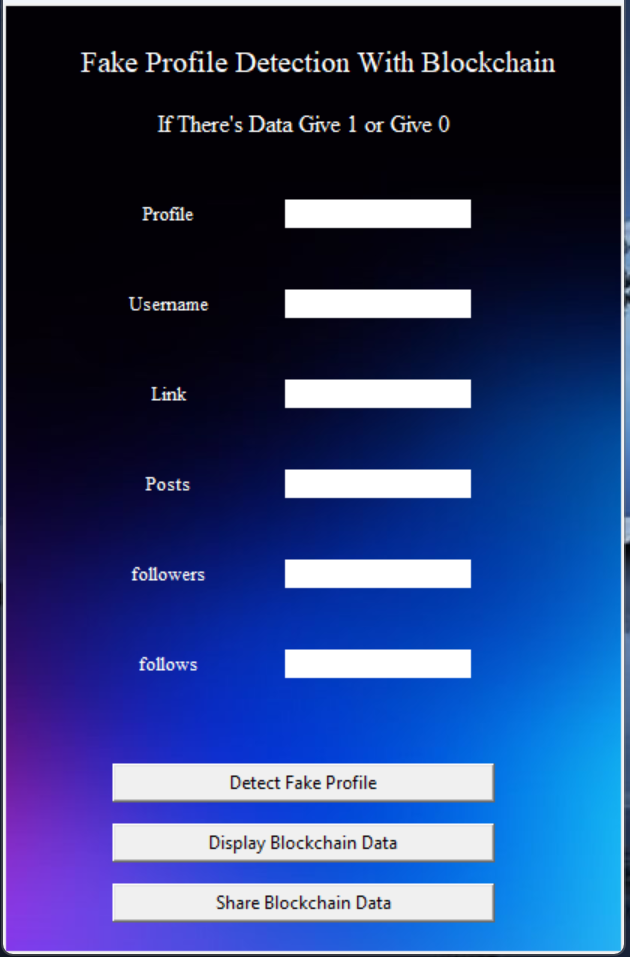 Fake Profile Detection With Blockchain
If There's Data Give 1 or Give 0
Profile
Username
Link
Posts
followers
follows
Detect Fake Profile
Display Blockchain Data
Share Blockchain Data